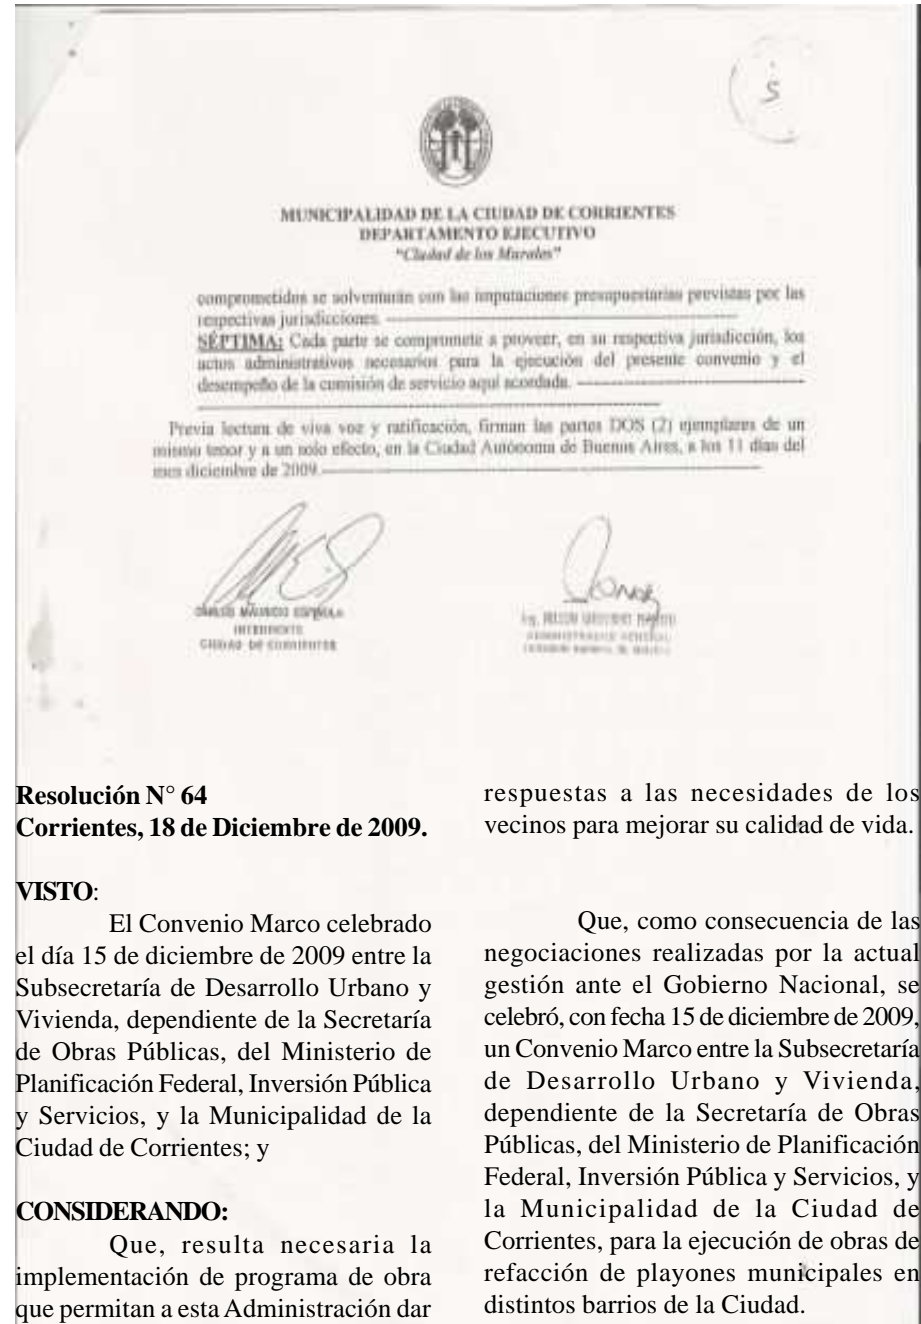 S
MUNICIPALIDAD DE LA CIUDAD DE CORRIENTES
DEPARTAMENTO EJECUTIVO
"Ciudad de los Murales"
comprometidos se solventarán con las imputaciones presupuestarias previstas por las
respectivas jurisdicciones.
SÉPTIMA: Cada parte se compromete a proveer, en su respectiva jurisdicción, los
actos administrativos necesarios para la ejecución del presente convenio y el
desempeño de la comisión de servicio aquí acordada.
Previa lectura de viva voz y ratificación, firman las partes DOS (2) ejemplares de un
mismo tenor y a un solo efecto, en la Ciudad Autónoma de Buenos Aires, a los 11 días del
mes diciembre de 2009.
CARLOS MAURICIO ESPINOLA
INTENDENTE
CIUDAD DE CORRIENTES
Ing.
Resolución N° 64
Corrientes, 18 de Diciembre de 2009.
VISTO:
El Convenio Marco celebrado
el día 15 de diciembre de 2009 entre la
Subsecretaría de Desarrollo Urbano y
Vivienda, dependiente de la Secretaría
de Obras Públicas, del Ministerio de
Planificación Federal, Inversión Pública
y Servicios, y la Municipalidad de la
Ciudad de Corrientes; y
CONSIDERANDO:
Que, resulta necesaria la
implementación de programa de obra
que permitan a esta Administración dar
respuestas a las necesidades de los
vecinos para mejorar su calidad de vida.
Que, como consecuencia de las
negociaciones realizadas por la actual
gestión ante el Gobierno Nacional, se
celebró, con fecha 15 de diciembre de 2009,
un Convenio Marco entre la Subsecretaría
de Desarrollo Urbano y Vivienda,
dependiente de la Secretaría de Obras
Públicas, del Ministerio de Planificación
Federal, Inversión Pública y Servicios, y
la Municipalidad de la Ciudad de
Corrientes, para la ejecución de obras de
refacción de playones municipales en
distintos barrios de la Ciudad.